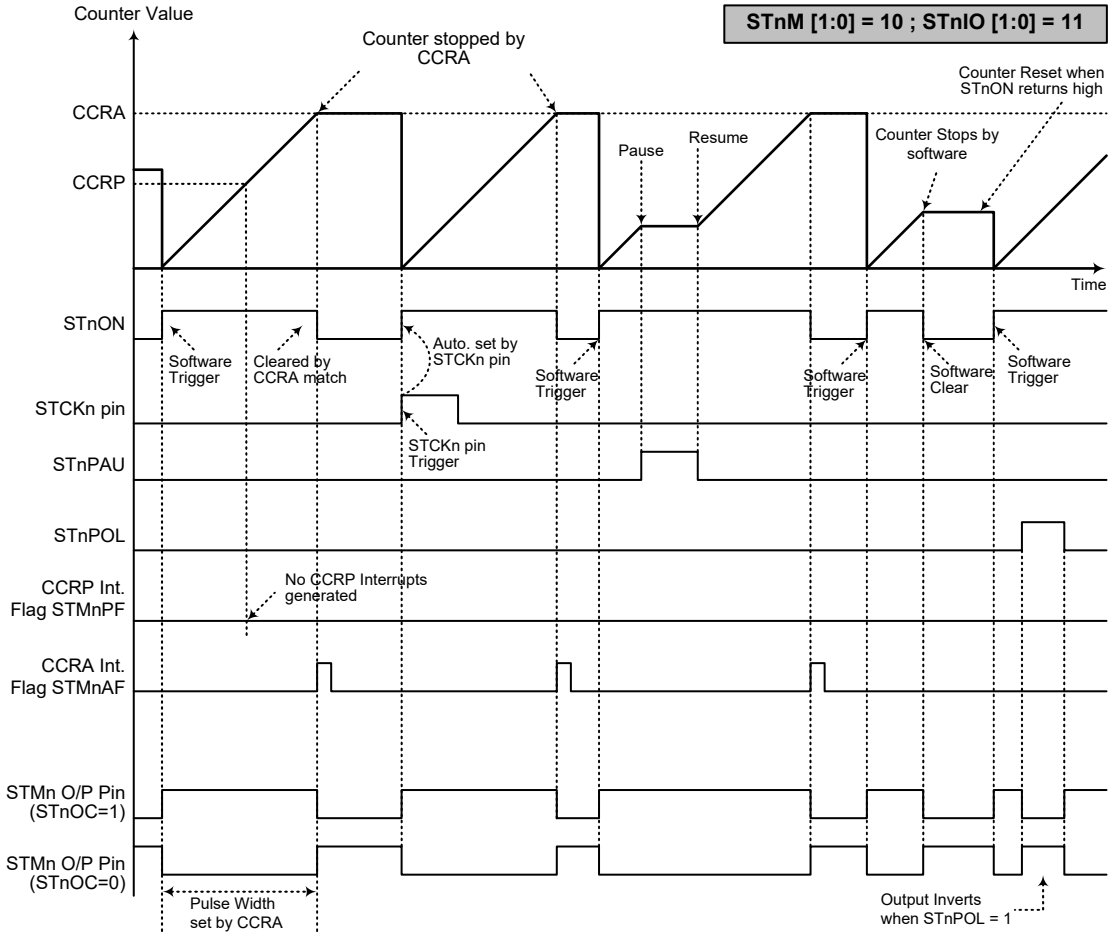 Counter Value
STnM [1:0] = 10 ; STnIO [1:0] = 11
Counter stopped by
CCRA
Counter Reset when
STnON returns high
CCRA
Pause
Resume
Counter Stops by
software
CCRP
Time
STnON
Software
Trigger
Cleared by
CCRA match
Auto. set by
STCKn pin
Software
Trigger
Software
Trigger
Software
Clear
Software
Trigger
STCKn pin
STCKn pin
Trigger
STnPAU
STnPOL
No CCRP Interrupts
generated
CCRP Int.
Flag STMnPF
CCRA Int.
Flag STMnAF
STMn O/P Pin
(STnOC=1)
STMn O/P Pin
(STnOC=0)
Pulse Width
set by CCRA
Output Inverts
when STnPOL = 1